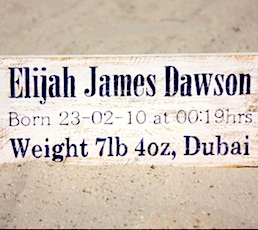 Elijah James Dawson
Born 23-02-10 at 00:19hrs
Weight 7lb 4oz, Dubai